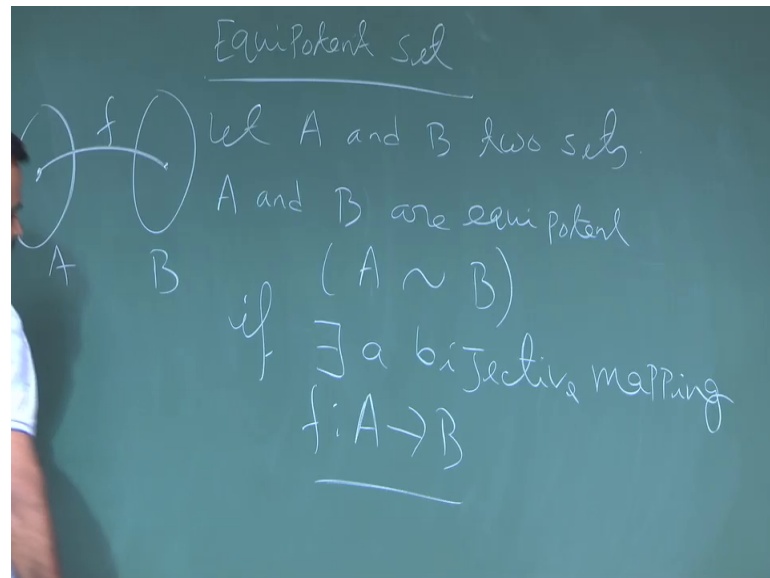 Equipotent set
f
Let A and B two sets.
A and B are equipotent
A B
(A ~ B)
if ∃ a bijective mapping
f: A → B